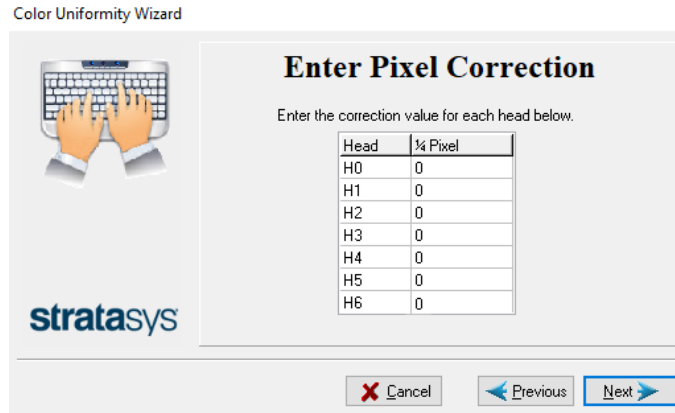 Color Uniformity Wizard
Enter Pixel Correction
Enter the correction value for each head below.
Head ¼ Pixel
H0 0
H1 0
H2 0
H3 0
H4 0
H5 0
H6 0
stratasys
Cancel Previous Next